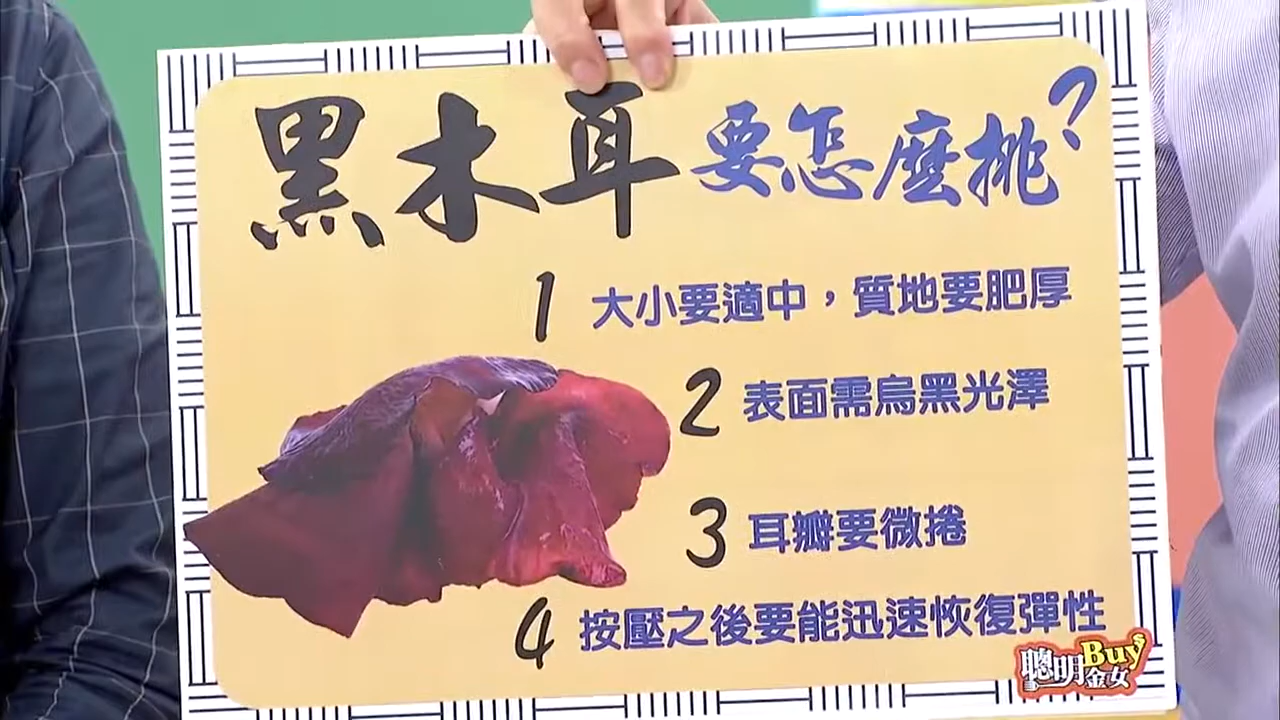 黑木耳要怎麼挑?
1 大小要適中，質地要肥厚
2 表面需烏黑光澤
3 耳瓣要微捲
4 按壓之後要能迅速恢復彈性
聰明Buy金女